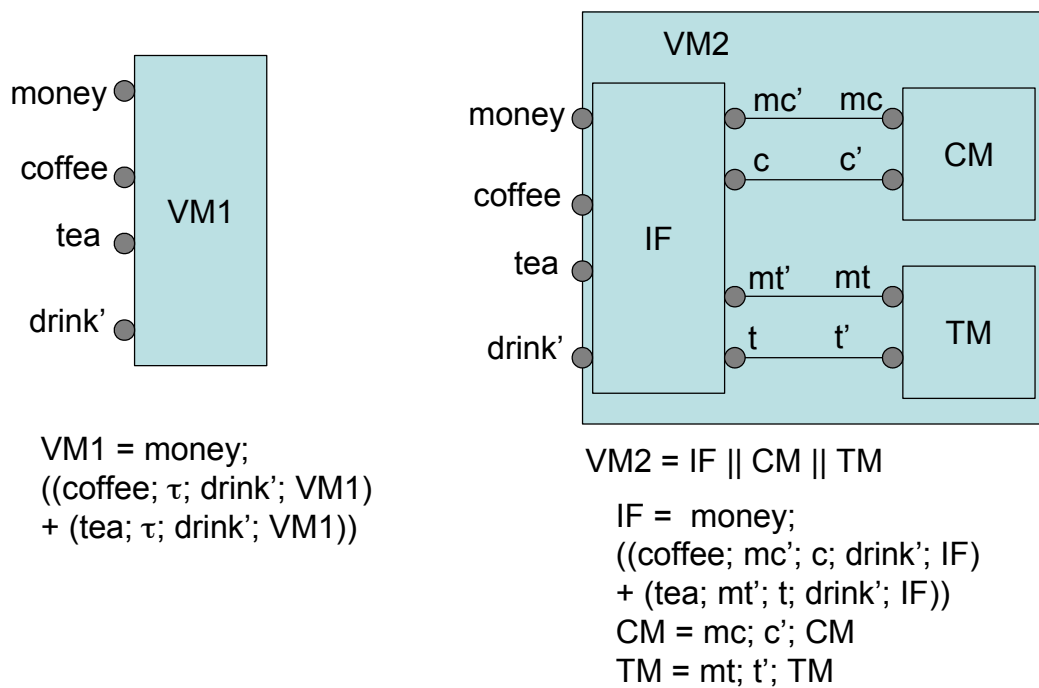 money
coffee
tea
drink’
VM1
VM1 = money;
((coffee; τ; drink’; VM1)
+ (tea; τ; drink’; VM1))
VM2
money
coffee
tea
drink’
IF
mc’ mc
c c’
CM
mt’ mt
t t’
TM
VM2 = IF || CM || TM
IF = money;
((coffee; mc’; c; drink’; IF)
+ (tea; mt’; t; drink’; IF))
CM = mc; c’; CM
TM = mt; t’; TM